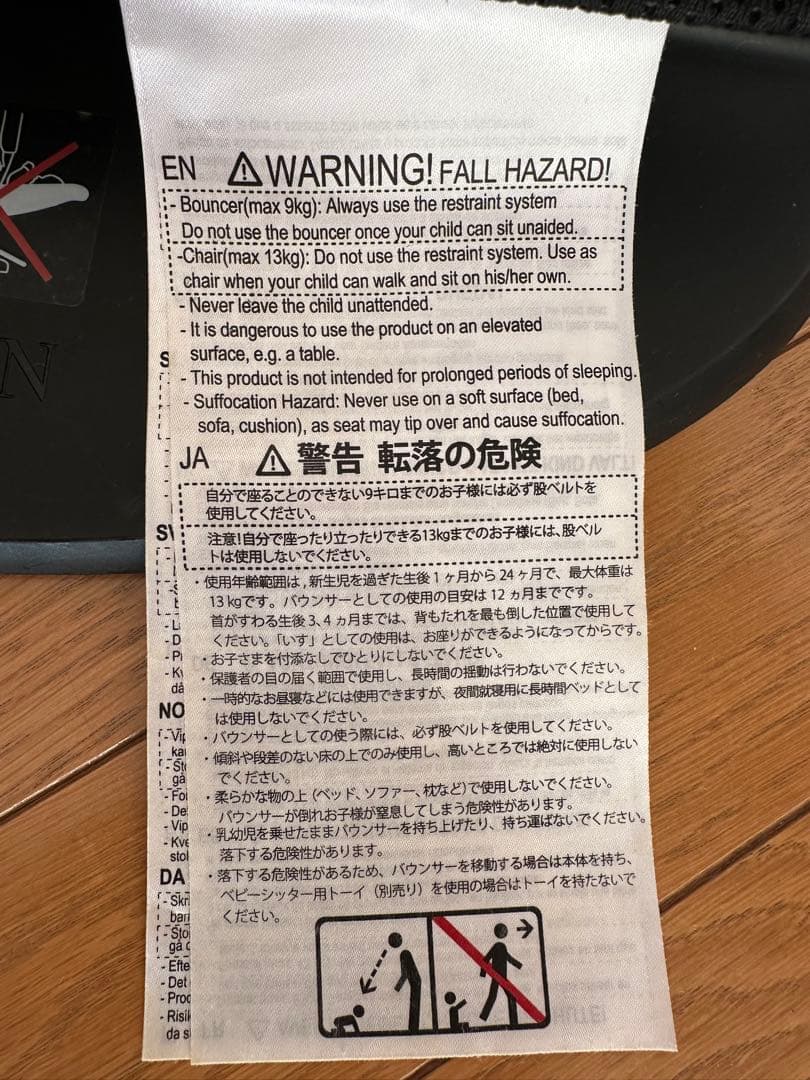 EN ⚠ WARNING! FALL HAZARD!
- Bouncer(max 9kg): Always use the restraint system
Do not use the bouncer once your child can sit unaided.
-Chair(max 13kg): Do not use the restraint system. Use as
chair when your child can walk and sit on his/her own.
- Never leave the child unattended.
- It is dangerous to use the product on an elevated
surface, e.g. a table.
- This product is not intended for prolonged periods of sleeping.
- Suffocation Hazard: Never use on a soft surface (bed,
sofa, cushion), as seat may tip over and cause suffocation.
JA ⚠ 警告 転落の危険
自分で座ることのできない9キロまでのお子様には必ず股ベルトを
使用してください。
注意!自分で座ったり立ったりできる13kgまでのお子様には、股ベル
トは使用しないでください。
・使用年齢範囲は、新生児を過ぎた生後1ヶ月から24ヶ月で、最大体重は
13kgです。バウンサーとしての使用の目安は12ヵ月までです。
首がすわる生後3、4ヵ月までは、背もたれを最も倒した位置で使用して
ください。「いす」としての使用は、お座りができるようになってからです。
・お子さまを付添なしでひとりにしないでください。
・保護者の目の届く範囲で使用し、長時間の揺動は行わないでください。
・一時的なお昼寝などには使用できますが、夜間就寝用に長時間ベッドとして
は使用しないでください。
・バウンサーとしての使う際には、必ず股ベルトを使用してください。
・傾斜や段差のない床の上でのみ使用し、高いところでは絶対に使用しない
でください。
・柔らかな物の上(ベッド、ソファー、枕など)で使用しないでください。
バウンサーが倒れお子様が窒息してしまう危険性があります。
・乳幼児を乗せたままバウンサーを持ち上げたり、持ち運ばないでください。
落下する危険性があります。
・落下する危険性があるため、バウンサーを移動する場合は本体を持ち、
ベビーシッター用トーイ(別売り)を使用の場合はトーイを持たないで
ください。
NO
DA